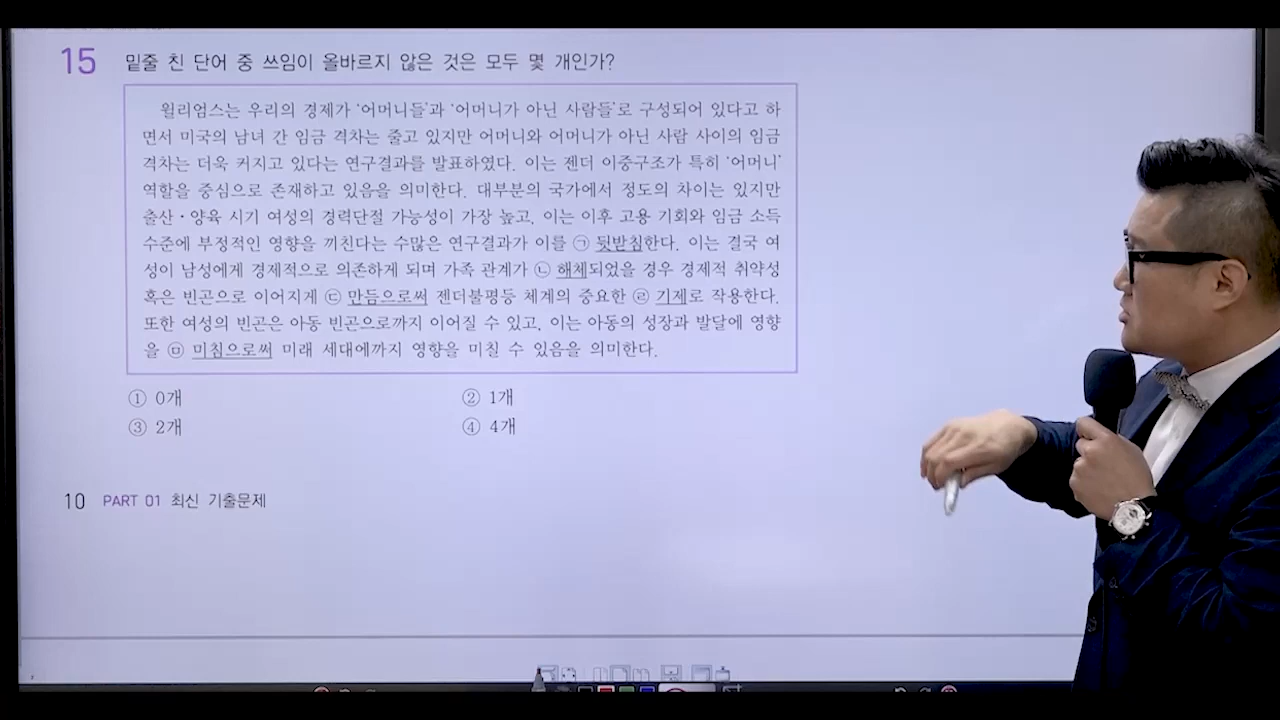 15 밑줄 친 단어 중 쓰임이 올바르지 않은 것은 모두 몇 개인가?
윌리엄스는 우리의 경제가 '어머니들'과 '어머니가 아닌 사람들'로 구성되어 있다고 하
면서 미국의 남녀 간 임금 격차는 줄고 있지만 어머니와 어머니가 아닌 사람 사이의 임금
격차는 더욱 커지고 있다는 연구결과를 발표하였다. 이는 젠더 이중구조가 특히 '어머니'
역할을 중심으로 존재하고 있음을 의미한다. 대부분의 국가에서 정도의 차이는 있지만
출산·양육 시기 여성의 경력단절 가능성이 가장 높고, 이는 이후 고용 기회와 임금 소득
수준에 부정적인 영향을 끼친다는 수많은 연구결과가 이를 ㉠ 뒷받침한다. 이는 결국 여
성이 남성에게 경제적으로 의존하게 되며 가족 관계가 ㉡ 해체되었을 경우 경제적 취약성
혹은 빈곤으로 이어지게 ㉢ 만듦으로써 젠더불평등 체계의 중요한 ㉣ 기제로 작용한다.
또한 여성의 빈곤은 아동 빈곤으로까지 이어질 수 있고, 이는 아동의 성장과 발달에 영향
을 ㉤ 미침으로써 미래 세대에까지 영향을 미칠 수 있음을 의미한다.
① 0개 ② 1개
③ 2개 ④ 4개
10 PART 01 최신 기출문제